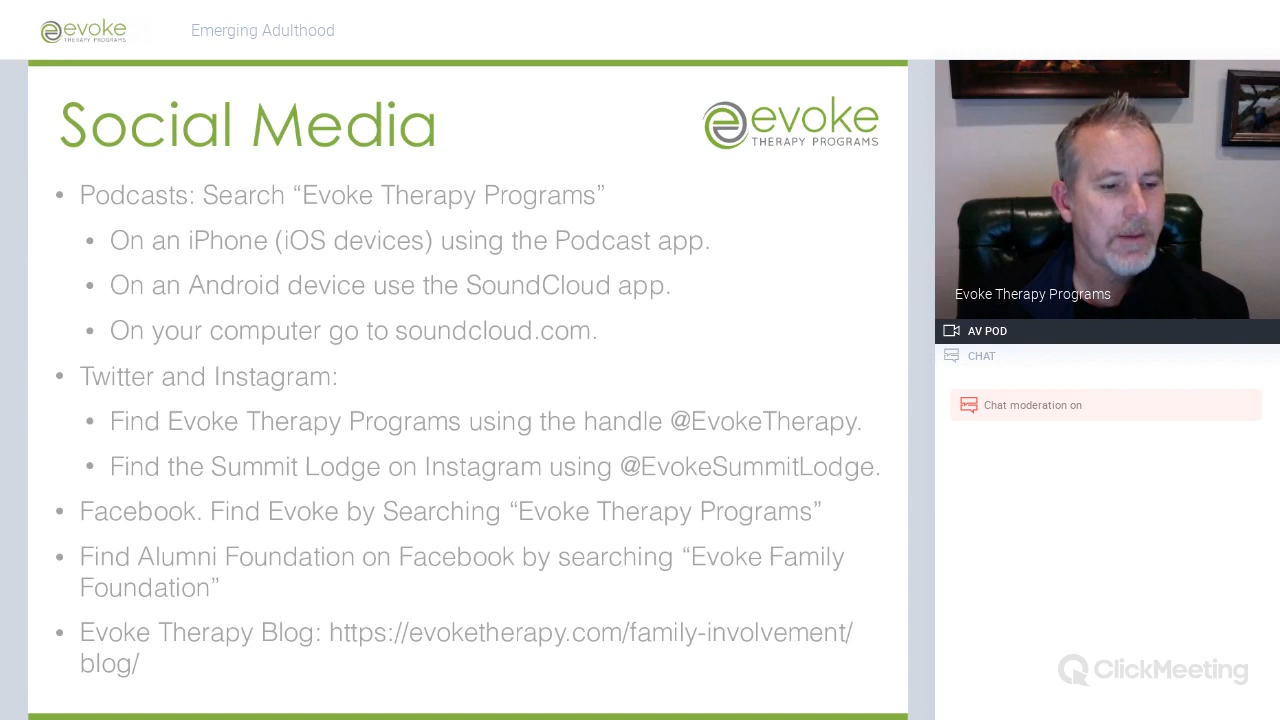 evoke
THERAPY PROGRAMS
Emerging Adulthood
Social Media
evoke
THERAPY PROGRAMS
• Podcasts: Search “Evoke Therapy Programs”
• On an iPhone (iOS devices) using the Podcast app.
• On an Android device use the SoundCloud app.
• On your computer go to soundcloud.com.
• Twitter and Instagram:
• Find Evoke Therapy Programs using the handle @EvokeTherapy.
• Find the Summit Lodge on Instagram using @EvokeSummitLodge.
• Facebook. Find Evoke by Searching “Evoke Therapy Programs”
• Find Alumni Foundation on Facebook by searching “Evoke Family
Foundation”
• Evoke Therapy Blog: https://evoketherapy.com/family-involvement/
blog/
Evoke Therapy Programs
AV POD
CHAT
Chat moderation on
ClickMeeting